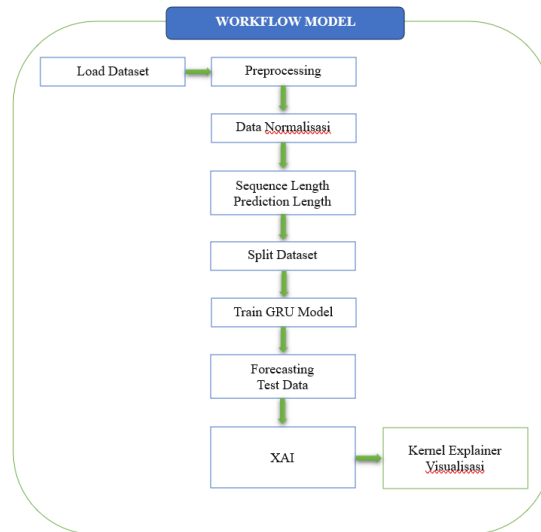 WORKFLOW MODEL
Load Dataset
Preprocessing
Data Normalisasi
Sequence Length
Prediction Length
Split Dataset
Train GRU Model
Forecasting
Test Data
XAI
Kernel Explainer
Visualisasi